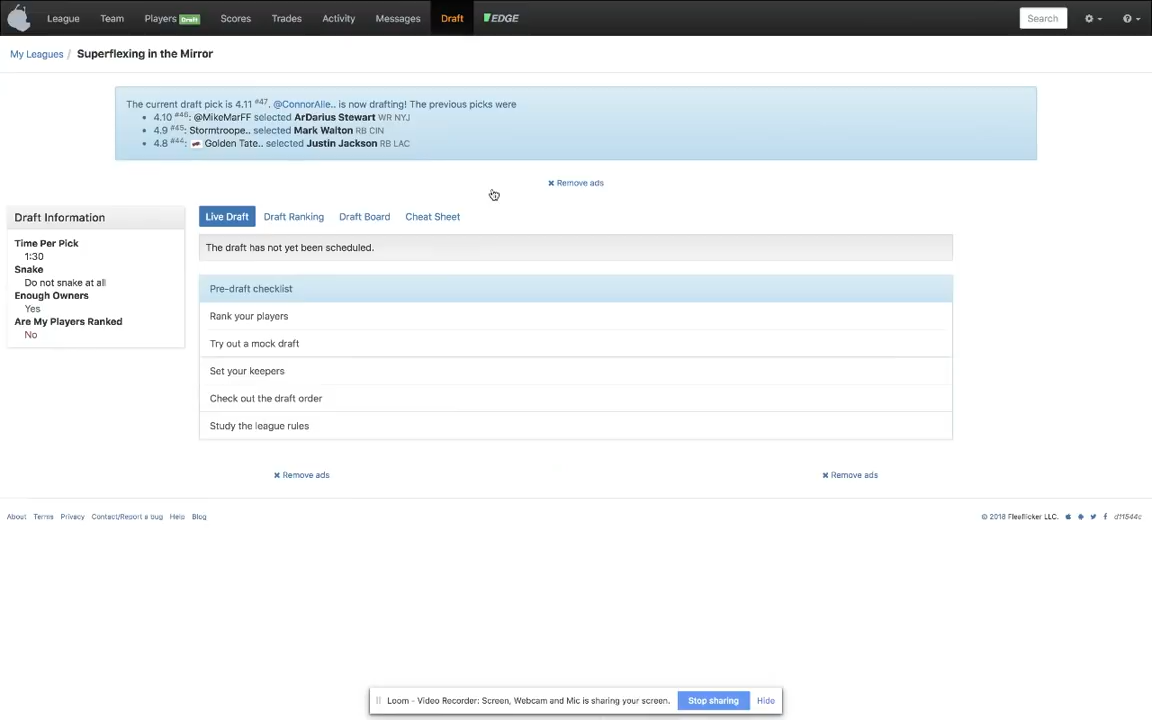 League Team Players Draft Scores Trades Activity Messages Draft EDGE Search
My Leagues / Superflexing in the Mirror
The current draft pick is 4.11 #47. @ConnorAlle.. is now drafting! The previous picks were
• 4.10 #46: @MikeMarFF selected ArDarius Stewart WR NYJ
• 4.9 #45: Stormtroope.. selected Mark Walton RB CIN
• 4.8 #44: Golden Tate.. selected Justin Jackson RB LAC
✖ Remove ads
Draft Information
Time Per Pick
1:30
Snake
Do not snake at all
Enough Owners
Yes
Are My Players Ranked
No
Live Draft Draft Ranking Draft Board Cheat Sheet
The draft has not yet been scheduled.
Pre-draft checklist
Rank your players
Try out a mock draft
Set your keepers
Check out the draft order
Study the league rules
✖ Remove ads ✖ Remove ads
About Terms Privacy Contact/Report a bug Help Blog © 2018 Fleaflicker LLC. d11544c
Loom - Video Recorder: Screen, Webcam and Mic is sharing your screen. Stop sharing Hide